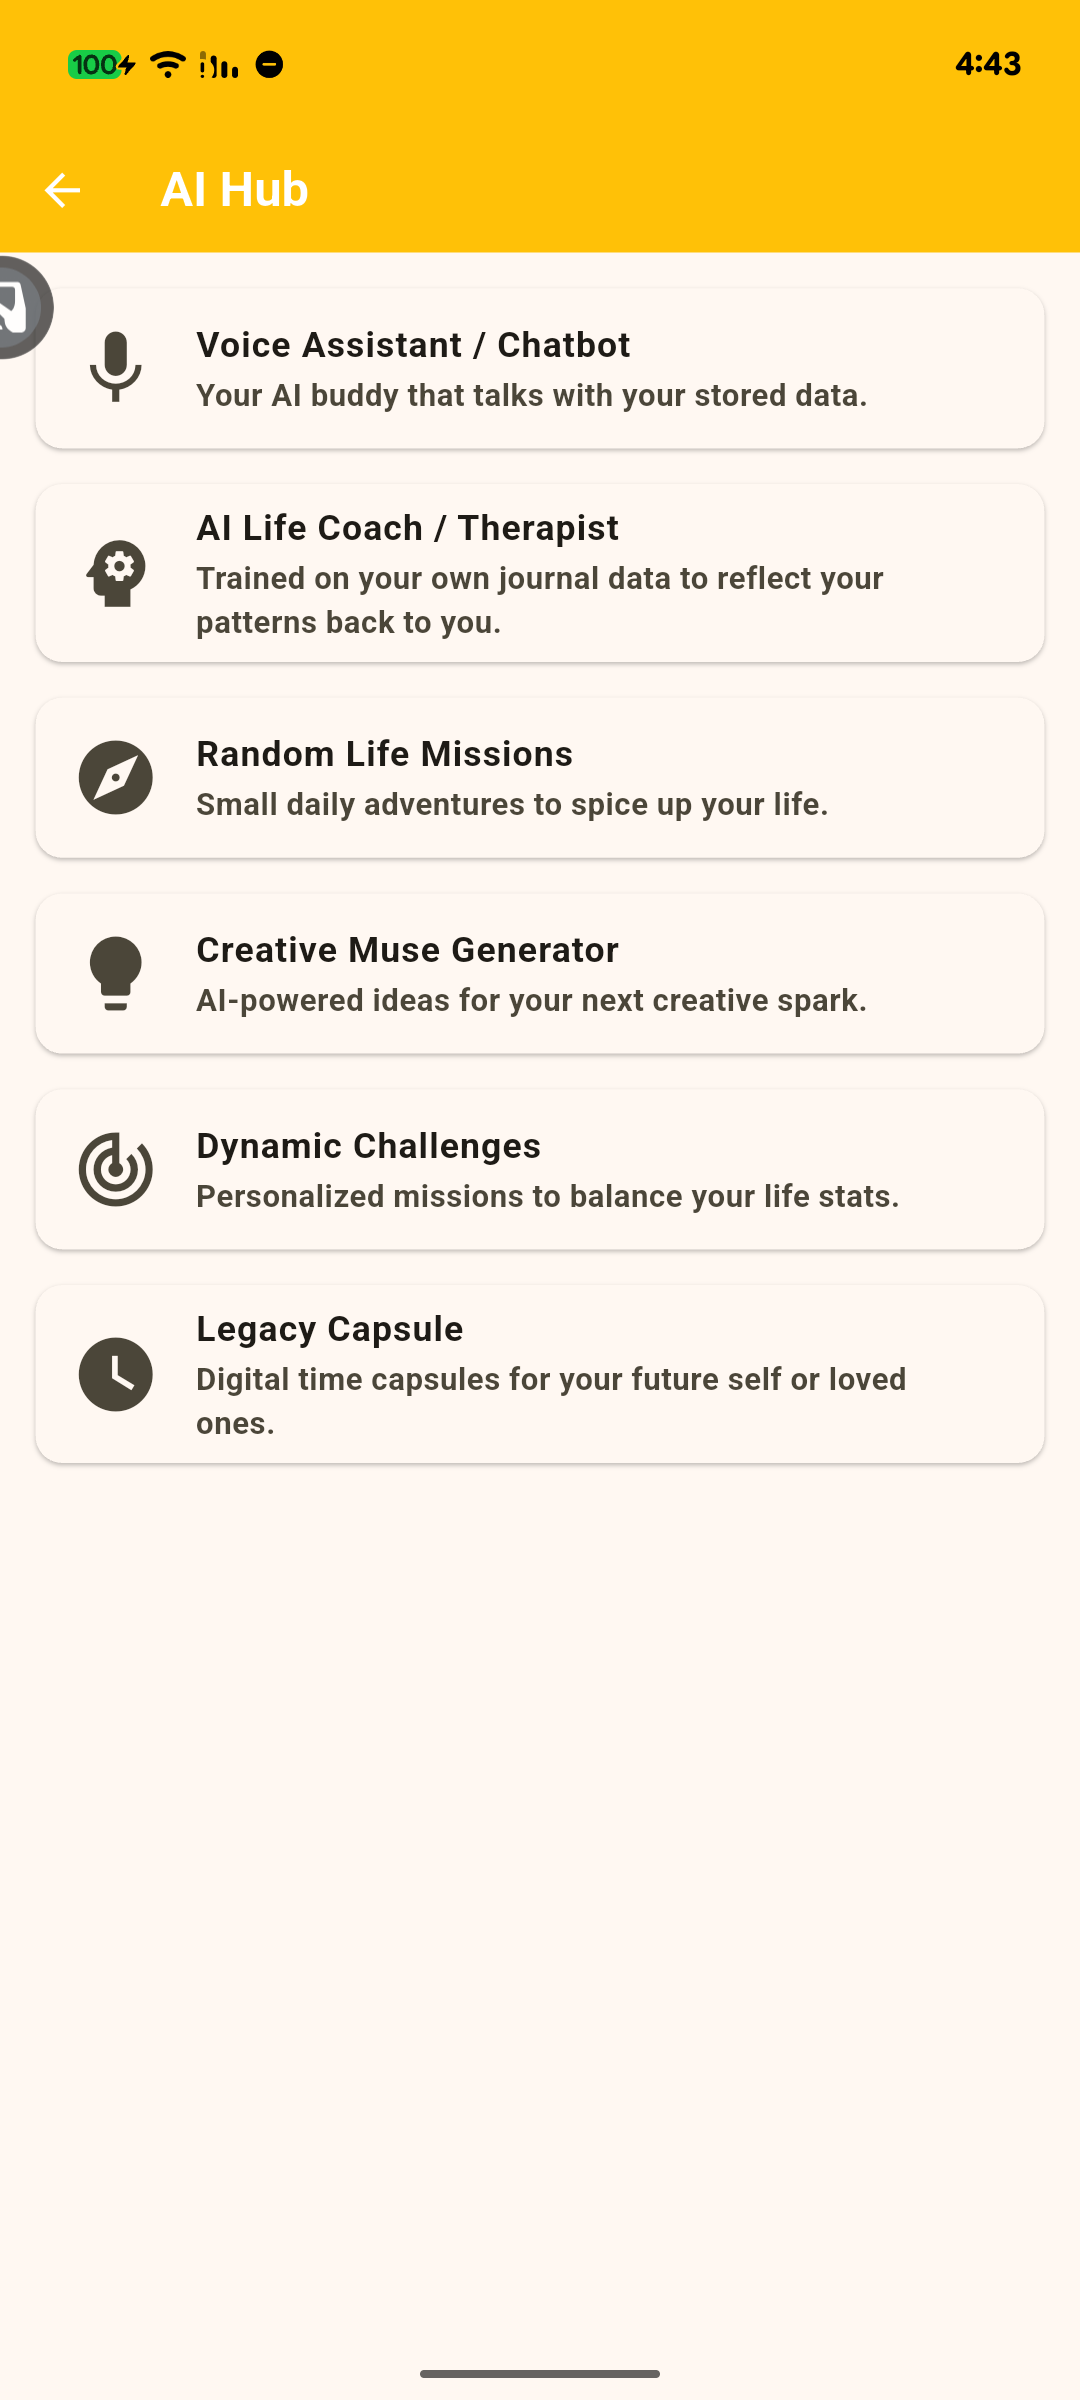 100
4:43
AI Hub
Voice Assistant / Chatbot
Your AI buddy that talks with your stored data.
AI Life Coach / Therapist
Trained on your own journal data to reflect your
patterns back to you.
Random Life Missions
Small daily adventures to spice up your life.
Creative Muse Generator
AI-powered ideas for your next creative spark.
Dynamic Challenges
Personalized missions to balance your life stats.
Legacy Capsule
Digital time capsules for your future self or loved
ones.